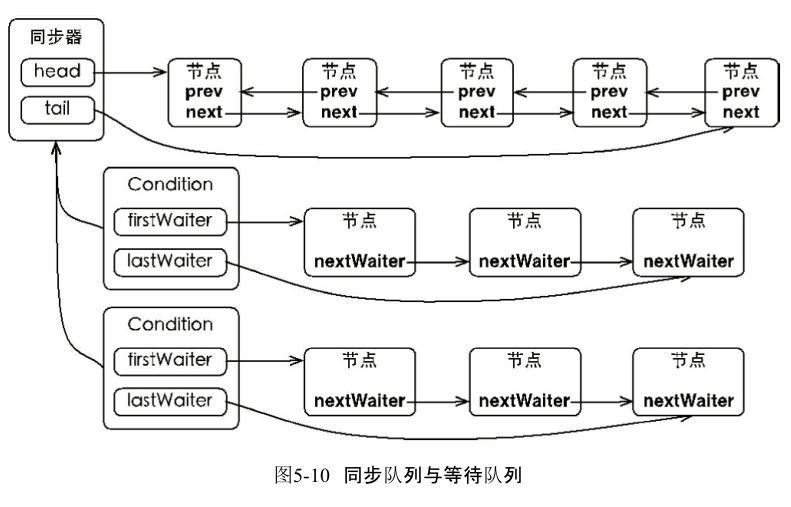 同步器
head
tail
节点
prev
next
节点
prev
next
节点
prev
next
节点
prev
next
节点
prev
next
Condition
firstWaiter
lastWaiter
节点
nextWaiter
节点
nextWaiter
节点
nextWaiter
Condition
firstWaiter
lastWaiter
节点
nextWaiter
节点
nextWaiter
节点
nextWaiter
图5-10 同步队列与等待队列